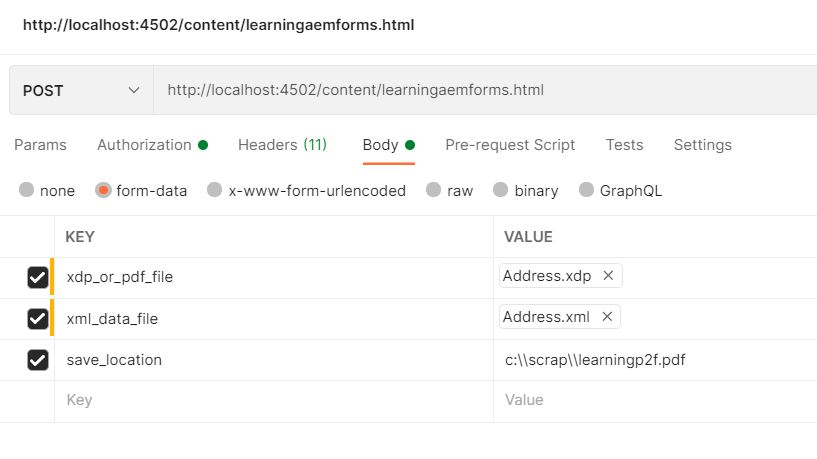 http://localhost:4502/content/learningaemforms.html
POST http://localhost:4502/content/learningaemforms.html
Params Authorization Headers (11) Body Pre-request Script Tests Settings
none form-data x-www-form-urlencoded raw binary GraphQL
KEY VALUE
xdp_or_pdf_file Address.xdp
xml_data_file Address.xml
save_location c:\\scrap\\learningp2f.pdf
Key Value